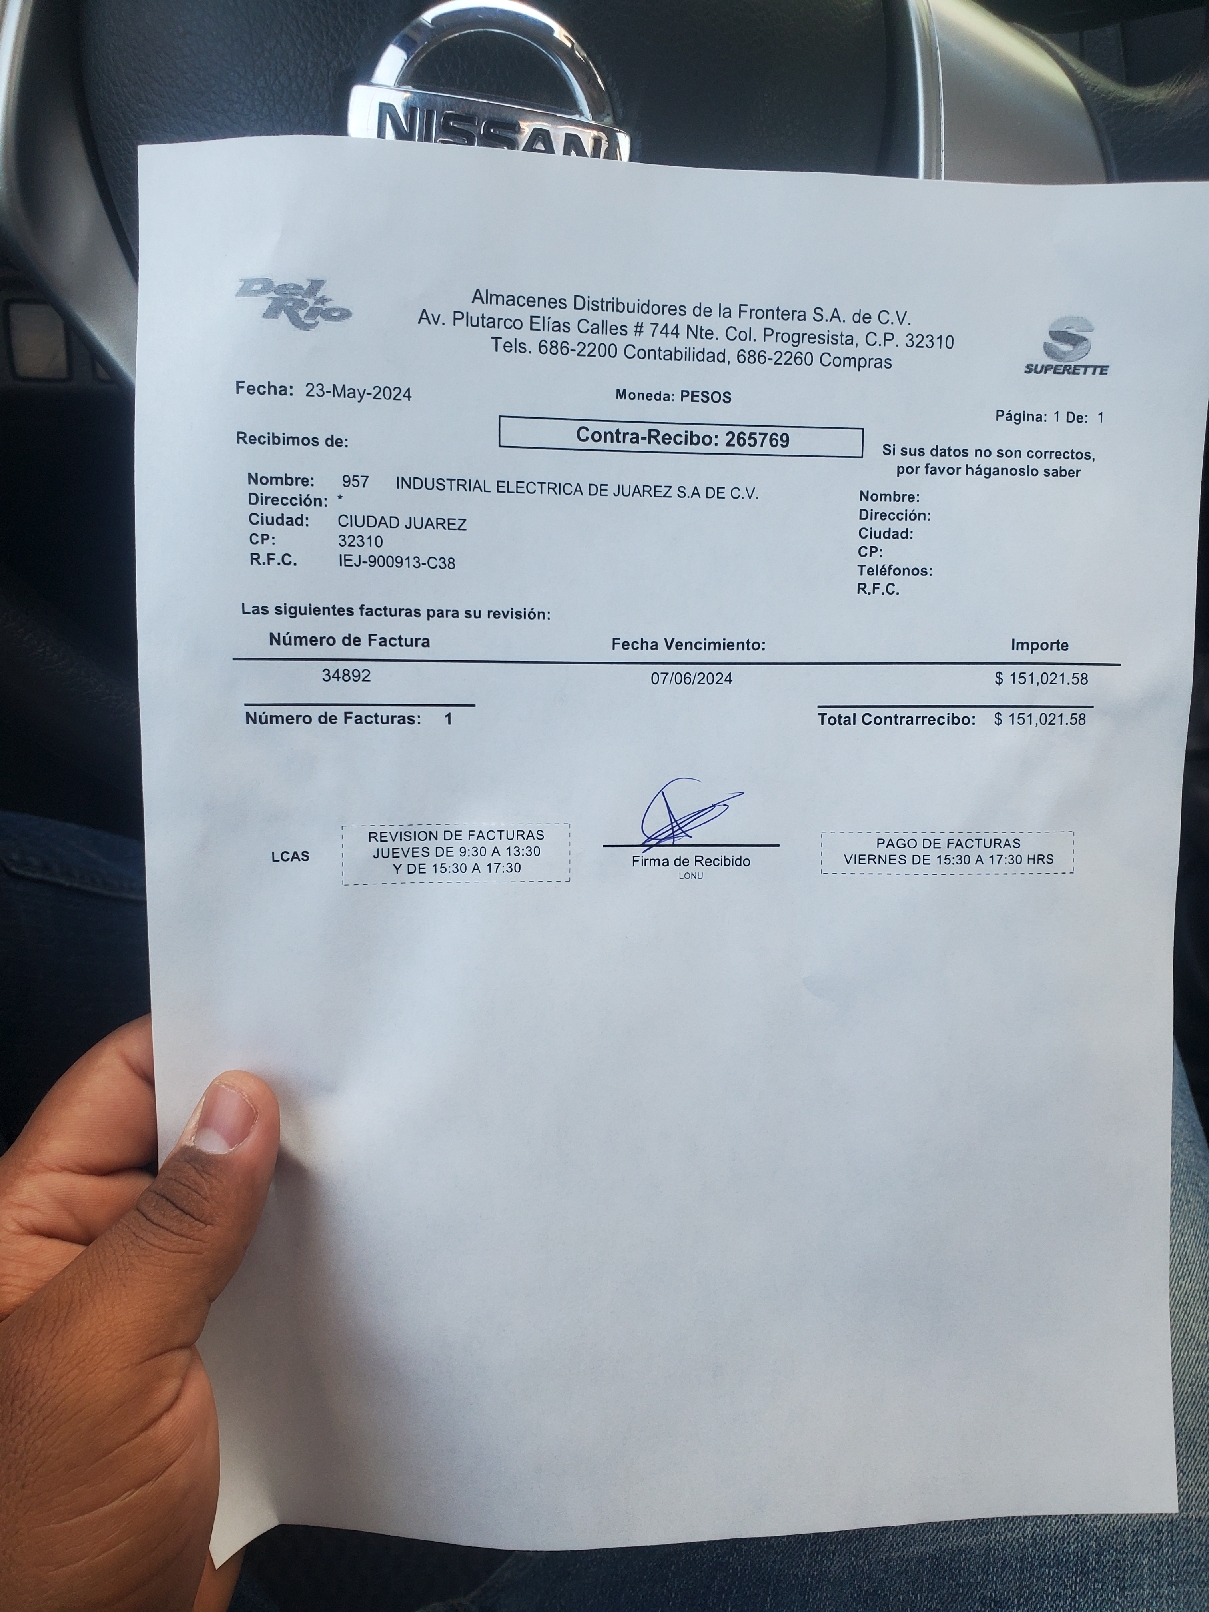 NISSAN
Del Rio
Almacenes Distribuidores de la Frontera S.A. de C.V.
Av. Plutarco Elías Calles # 744 Nte. Col. Progresista, C.P. 32310
Tels. 686-2200 Contabilidad, 686-2260 Compras
S
SUPERETTE
Fecha: 23-May-2024
Moneda: PESOS
Página: 1 De: 1
Contra-Recibo: 265769
Recibimos de:
Si sus datos no son correctos,
por favor háganoslo saber
Nombre: 957 INDUSTRIAL ELECTRICA DE JUAREZ S.A DE C.V.
Dirección: *
Ciudad: CIUDAD JUAREZ
CP: 32310
R.F.C. IEJ-900913-C38
Nombre:
Dirección:
Ciudad:
CP:
Teléfonos:
R.F.C.
Las siguientes facturas para su revisión:
Número de Factura Fecha Vencimiento: Importe
34892 07/06/2024 $ 151,021.58
Número de Facturas: 1 Total Contrarrecibo: $ 151,021.58
LCAS
REVISION DE FACTURAS
JUEVES DE 9:30 A 13:30
Y DE 15:30 A 17:30
Firma de Recibido
LONU
PAGO DE FACTURAS
VIERNES DE 15:30 A 17:30 HRS